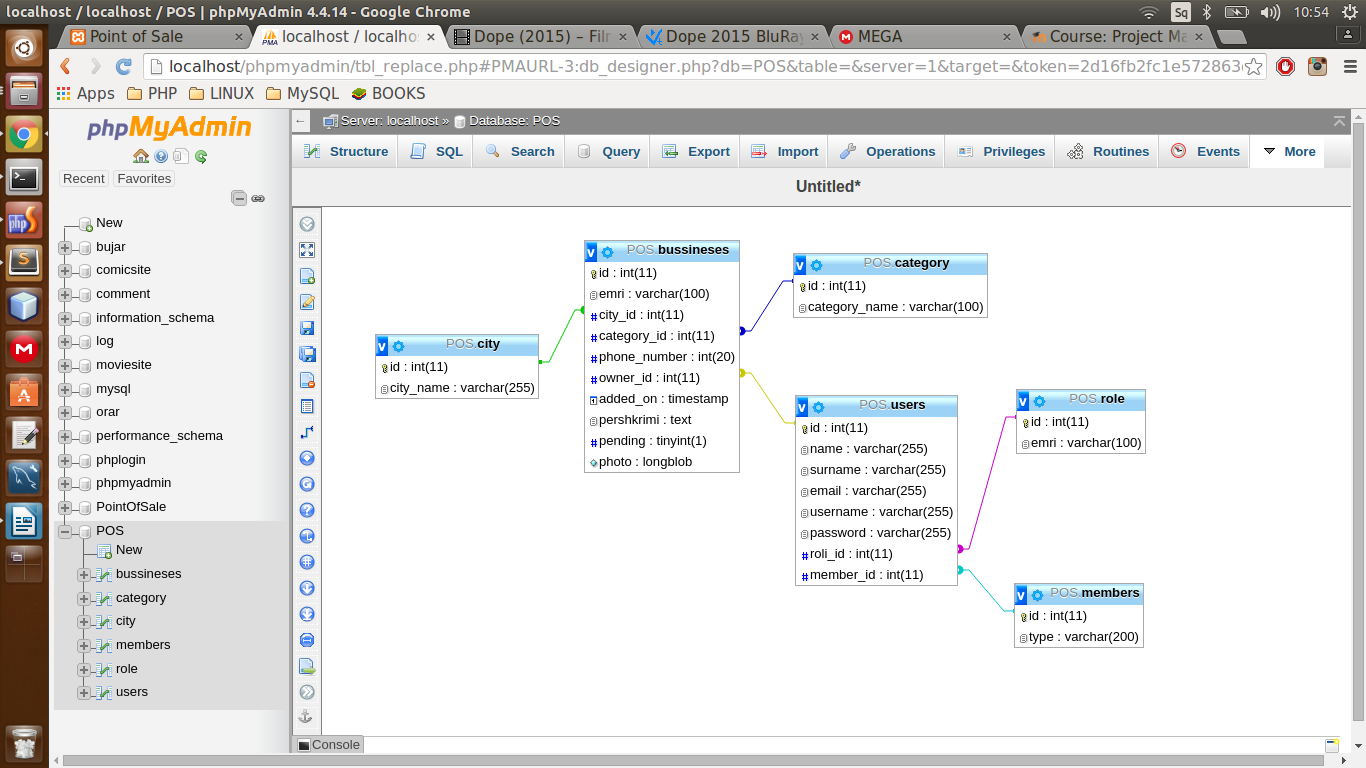 localhost / localhost / POS | phpMyAdmin 4.4.14 - Google Chrome
Sq
10:54
Point of Sale
localhost / localho
Dope (2015) – Film
Dope 2015 BluRay
MEGA
Course: Project Ma
localhost/phpmyadmin/tbl_replace.php#PMAURL-3:db_designer.php?db=POS&table=&server=1&target=&token=2d16fb2fc1e572863
Apps
PHP
LINUX
MySQL
BOOKS
phpMyAdmin
Recent
Favorites
New
bujar
comicsite
comment
information_schema
log
moviesite
mysql
orar
performance_schema
phplogin
phpmyadmin
PointOfSale
POS
New
bussineses
category
city
members
role
users
Server: localhost » Database: POS
Structure
SQL
Search
Query
Export
Import
Operations
Privileges
Routines
Events
More
Untitled*
v POS.city
id : int(11)
city_name : varchar(255)
v POS.bussineses
id : int(11)
emri : varchar(100)
city_id : int(11)
category_id : int(11)
phone_number : int(20)
owner_id : int(11)
added_on : timestamp
pershkrimi : text
pending : tinyint(1)
photo : longblob
v POS.category
id : int(11)
category_name : varchar(100)
v POS.users
id : int(11)
name : varchar(255)
surname : varchar(255)
email : varchar(255)
username : varchar(255)
password : varchar(255)
roli_id : int(11)
member_id : int(11)
v POS.role
id : int(11)
emri : varchar(100)
v POS.members
id : int(11)
type : varchar(200)
Console